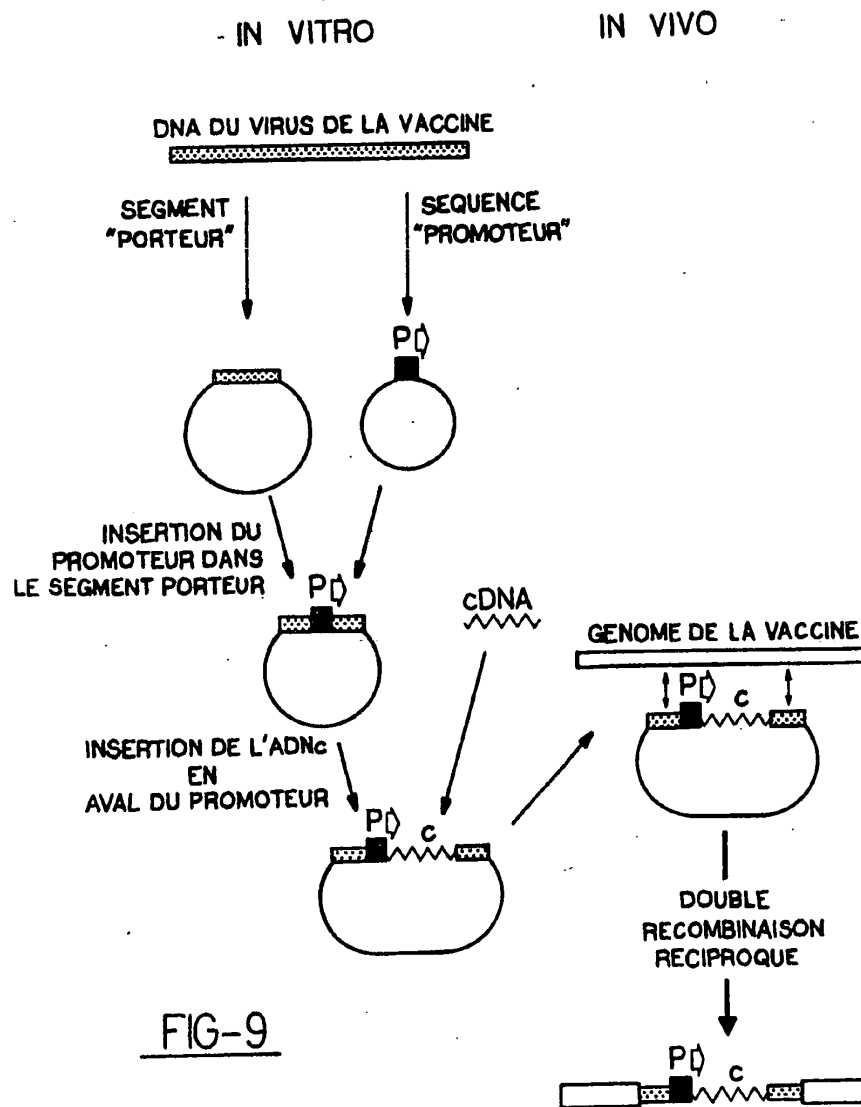 IN VITRO
IN VIVO
DNA DU VIRUS DE LA VACCINE
SEGMENT
"PORTEUR"
SEQUENCE
"PROMOTEUR"
P
INSERTION DU
PROMOTEUR DANS
LE SEGMENT PORTEUR
P
cDNA
INSERTION DE L'ADNc
EN
AVAL DU PROMOTEUR
P
c
GENOME DE LA VACCINE
P
c
DOUBLE
RECOMBINAISON
RECIPROQUE
P
c
FIG-9